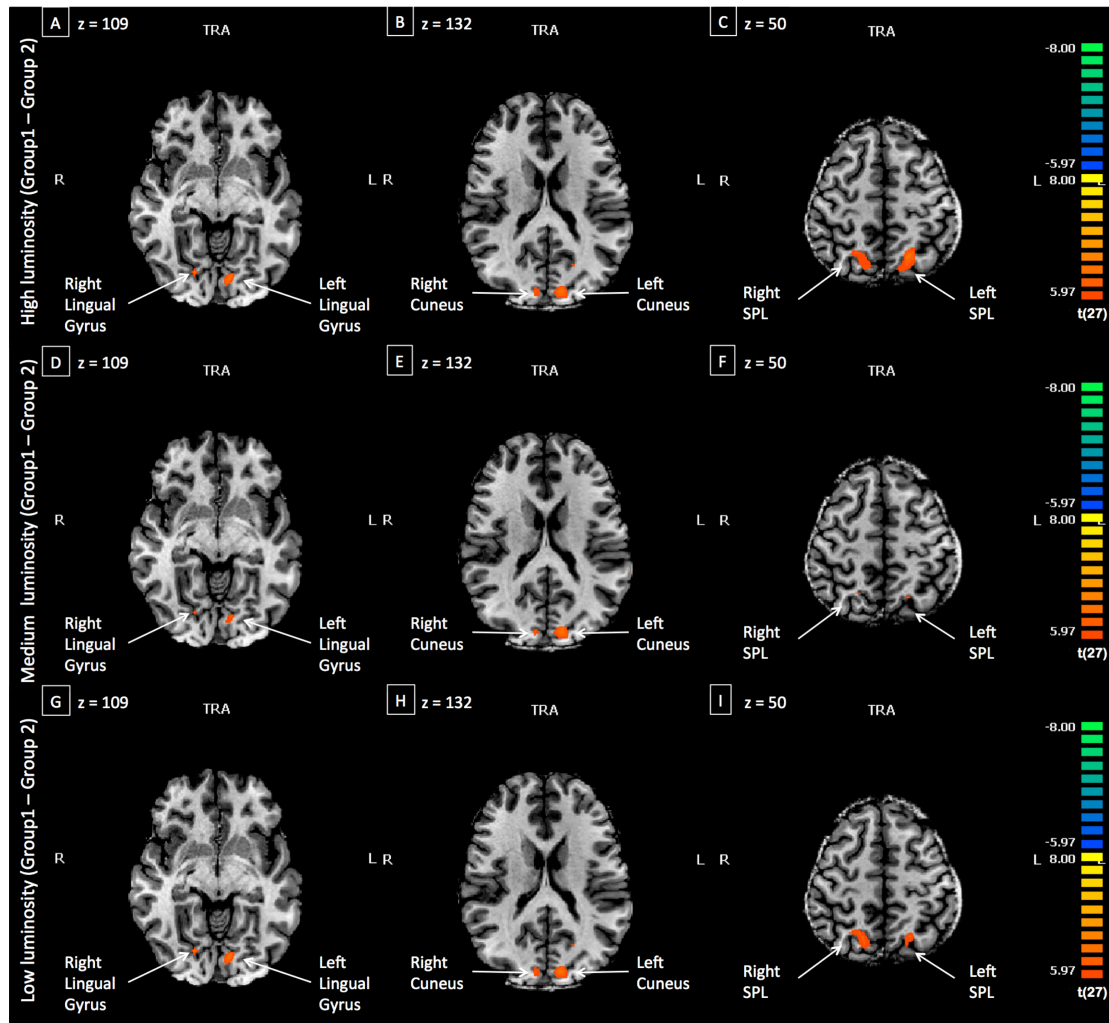 High luminosity (Group1 – Group 2)
A
z = 109
TRA
R
L
Right
Lingual
Gyrus
Left
Lingual
Gyrus
B
z = 132
TRA
R
L
Right
Cuneus
Left
Cuneus
C
z = 50
TRA
R
L
Right
SPL
Left
SPL
-8.00
-5.97
8.00
5.97
t(27)
Medium luminosity (Group1 – Group 2)
D
z = 109
TRA
R
L
Right
Lingual
Gyrus
Left
Lingual
Gyrus
E
z = 132
TRA
R
L
Right
Cuneus
Left
Cuneus
F
z = 50
TRA
R
L
Right
SPL
Left
SPL
-8.00
-5.97
8.00
5.97
t(27)
Low luminosity (Group1 – Group 2)
G
z = 109
TRA
R
L
Right
Lingual
Gyrus
Left
Lingual
Gyrus
H
z = 132
TRA
R
L
Right
Cuneus
Left
Cuneus
I
z = 50
TRA
R
L
Right
SPL
Left
SPL
-8.00
-5.97
8.00
5.97
t(27)